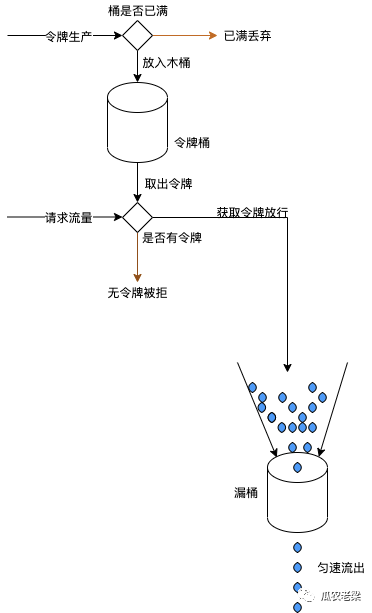 桶是否已满
令牌生产
已满丢弃
放入木桶
令牌桶
取出令牌
请求流量
获取令牌放行
是否有令牌
无令牌被拒
漏桶
匀速流出
瓜农老梁